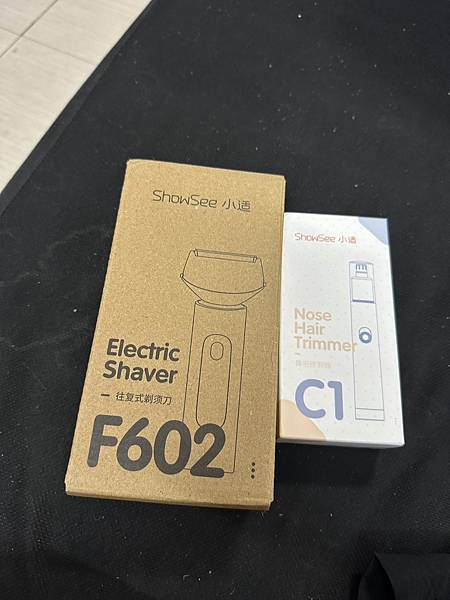 ShowSee 小适
Electric
Shaver
往复式剃须刀
F602
ShowSee 小适
Nose
Hair
Trimmer
C1